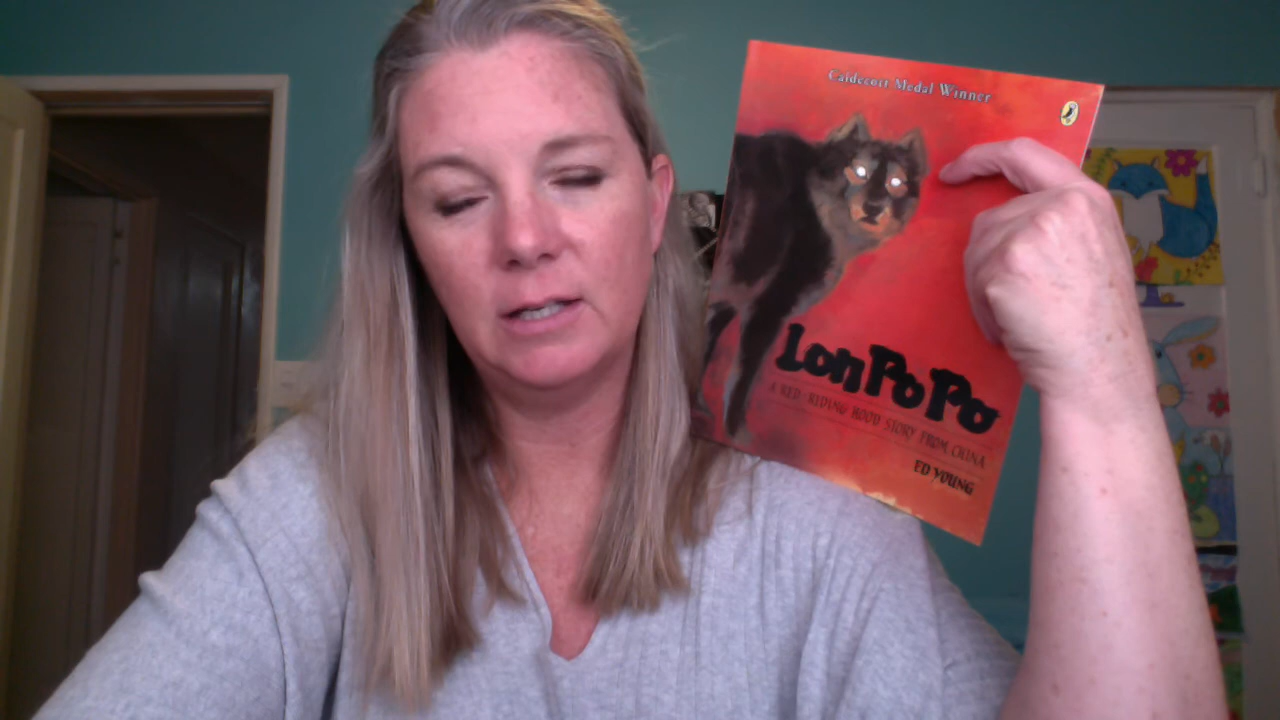 Caldecott Medal Winner
Lon Po Po
A RED-RIDING HOOD STORY FROM CHINA
ED YOUNG